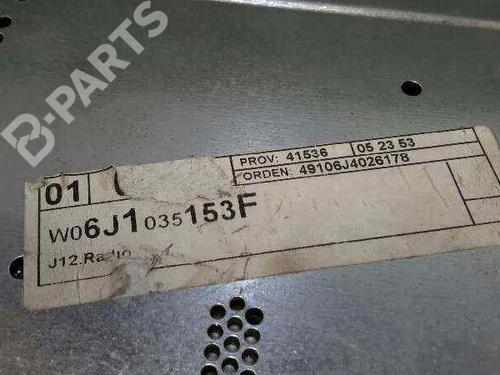 B-PARTS
01
PROV: 41536
05 23 53
ORDEN: 49106J4026178
W06J1035153F
J12.Radio